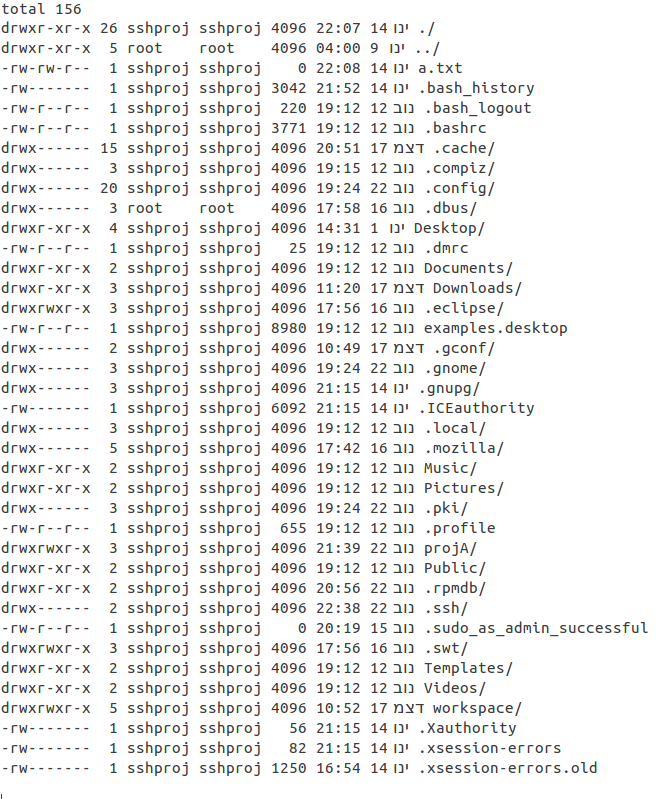 total 156
drwxr-xr-x 26 sshproj sshproj 4096 22:07 14 ינו ./
drwxr-xr-x  5 root    root    4096 04:00 9  ינו ../
-rw-rw-r--  1 sshproj sshproj    0 22:08 14 ינו a.txt
-rw-------  1 sshproj sshproj 3042 21:52 14 ינו .bash_history
-rw-r--r--  1 sshproj sshproj  220 19:12 12 נוב .bash_logout
-rw-r--r--  1 sshproj sshproj 3771 19:12 12 נוב .bashrc
drwx------ 15 sshproj sshproj 4096 20:51 17 דצמ .cache/
drwx------  3 sshproj sshproj 4096 19:15 12 נוב .compiz/
drwx------ 20 sshproj sshproj 4096 19:24 22 נוב .config/
drwx------  3 root    root    4096 17:58 16 נוב .dbus/
drwxr-xr-x  4 sshproj sshproj 4096 14:31 1  ינו Desktop/
-rw-r--r--  1 sshproj sshproj   25 19:12 12 נוב .dmrc
drwxr-xr-x  2 sshproj sshproj 4096 19:12 12 נוב Documents/
drwxr-xr-x  3 sshproj sshproj 4096 11:20 17 דצמ Downloads/
drwxrwxr-x  3 sshproj sshproj 4096 17:56 16 נוב .eclipse/
-rw-r--r--  1 sshproj sshproj 8980 19:12 12 נוב examples.desktop
drwx------  2 sshproj sshproj 4096 10:49 17 דצמ .gconf/
drwx------  3 sshproj sshproj 4096 19:24 22 נוב .gnome/
drwx------  3 sshproj sshproj 4096 21:15 14 ינו .gnupg/
-rw-------  1 sshproj sshproj 6092 21:15 14 ינו .ICEauthority
drwx------  3 sshproj sshproj 4096 19:12 12 נוב .local/
drwx------  5 sshproj sshproj 4096 17:42 16 נוב .mozilla/
drwxr-xr-x  2 sshproj sshproj 4096 19:12 12 נוב Music/
drwxr-xr-x  2 sshproj sshproj 4096 19:12 12 נוב Pictures/
drwx------  3 sshproj sshproj 4096 19:24 22 נוב .pki/
-rw-r--r--  1 sshproj sshproj  655 19:12 12 נוב .profile
drwxrwxr-x  3 sshproj sshproj 4096 21:39 22 נוב projA/
drwxr-xr-x  2 sshproj sshproj 4096 19:12 12 נוב Public/
drwxr-xr-x  2 sshproj sshproj 4096 20:56 22 נוב .rpmdb/
drwx------  2 sshproj sshproj 4096 22:38 22 נוב .ssh/
-rw-r--r--  1 sshproj sshproj    0 20:19 15 נוב .sudo_as_admin_successful
drwxrwxr-x  3 sshproj sshproj 4096 17:56 16 נוב .swt/
drwxr-xr-x  2 sshproj sshproj 4096 19:12 12 נוב Templates/
drwxr-xr-x  2 sshproj sshproj 4096 19:12 12 נוב Videos/
drwxrwxr-x  5 sshproj sshproj 4096 10:52 17 דצמ workspace/
-rw-------  1 sshproj sshproj   56 21:15 14 ינו .Xauthority
-rw-------  1 sshproj sshproj   82 21:15 14 ינו .xsession-errors
-rw-------  1 sshproj sshproj 1250 16:54 14 ינו .xsession-errors.old